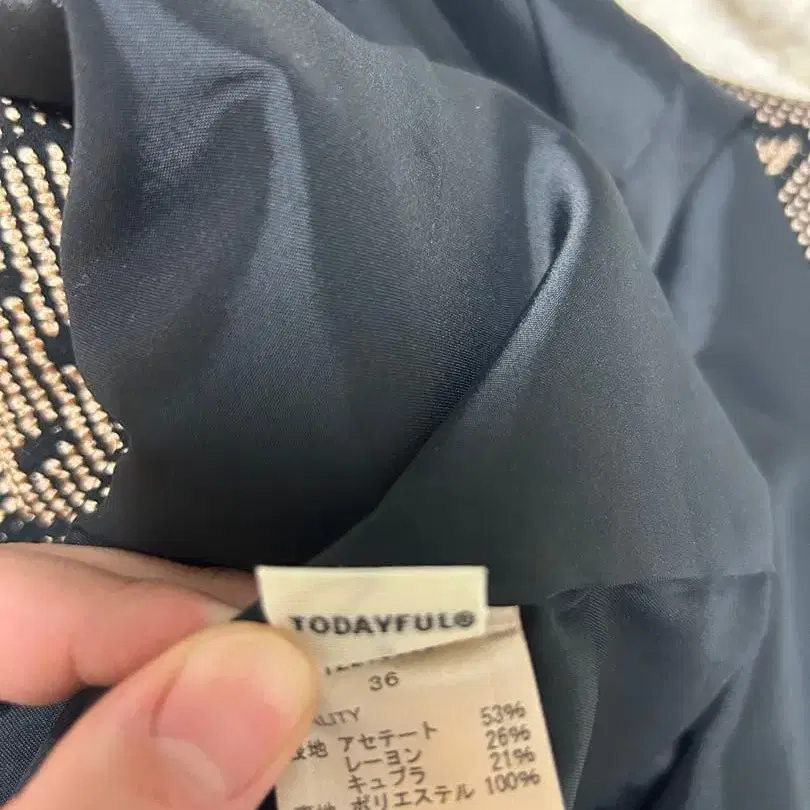 TODAYFUL®
36
アセテート 53%
レーヨン 26%
キュプラ 21%
ポリエステル 100%